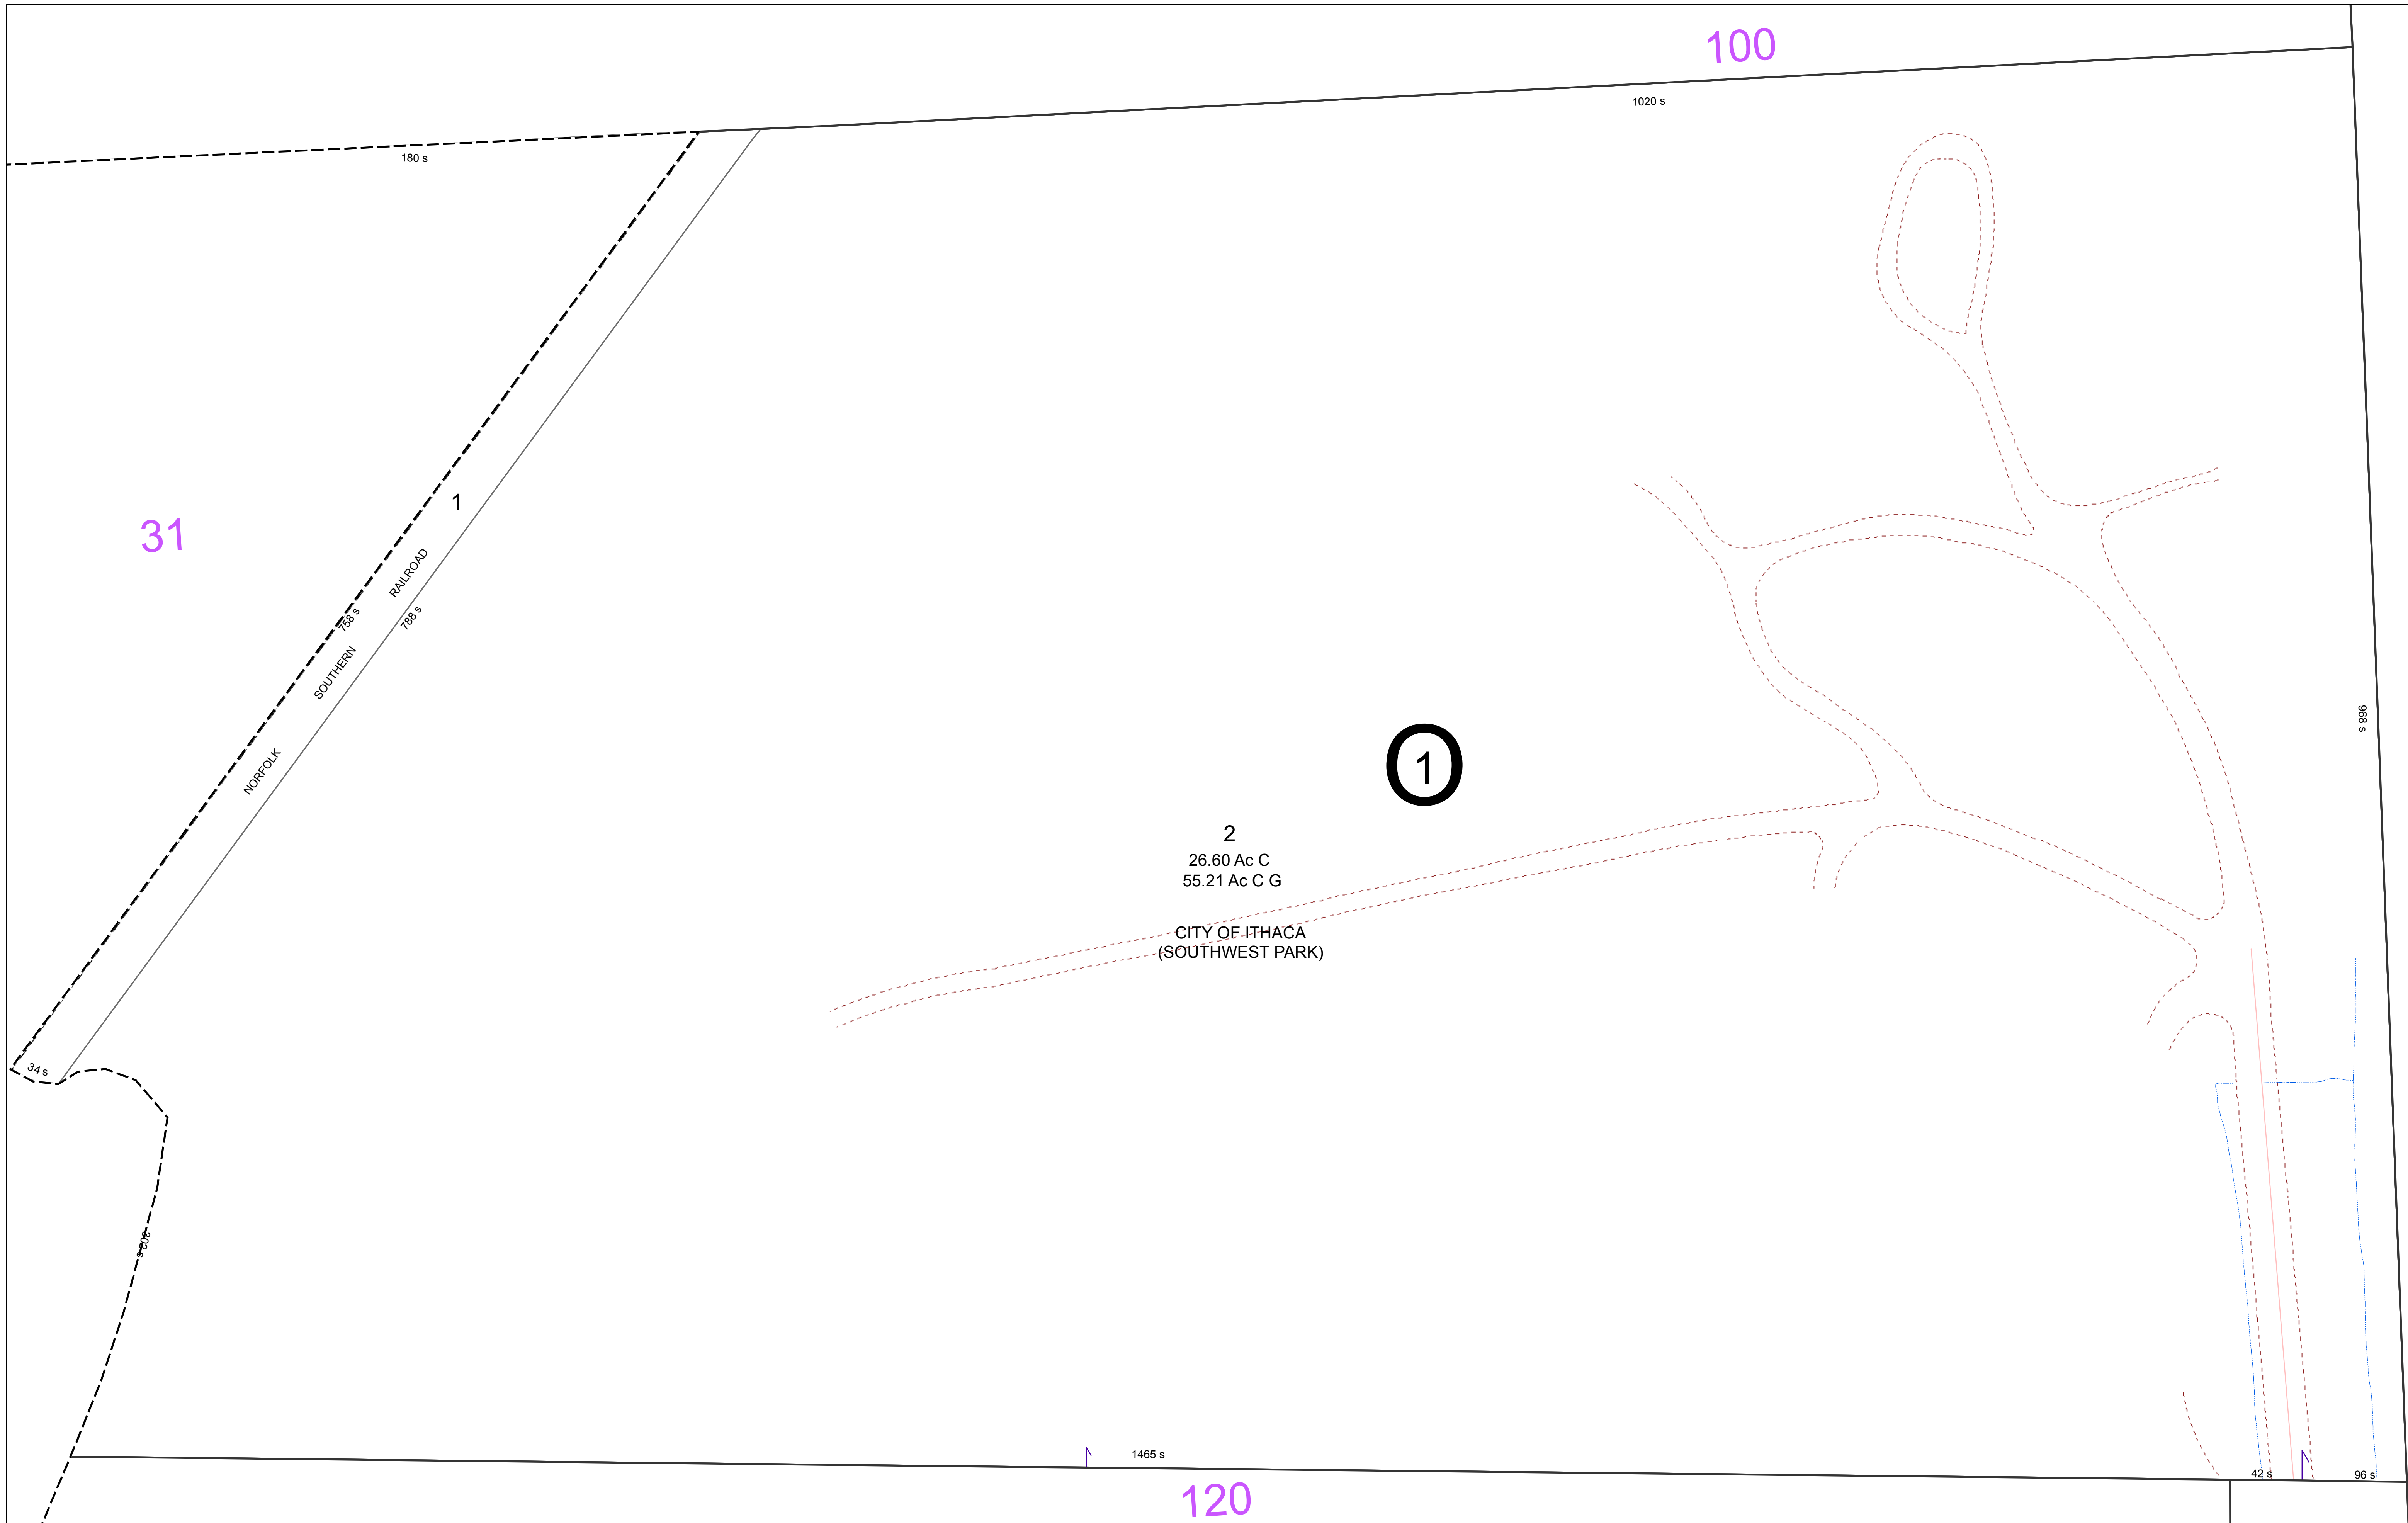 100
1020 s
180 s
1
31
RAILROAD
758 s
788 s
SOUTHERN
NORFOLK
968 s
1
2
26.60 Ac C
55.21 Ac C G
CITY OF ITHACA
(SOUTHWEST PARK)
34 s
302 s
1465 s
42 s
96 s
120